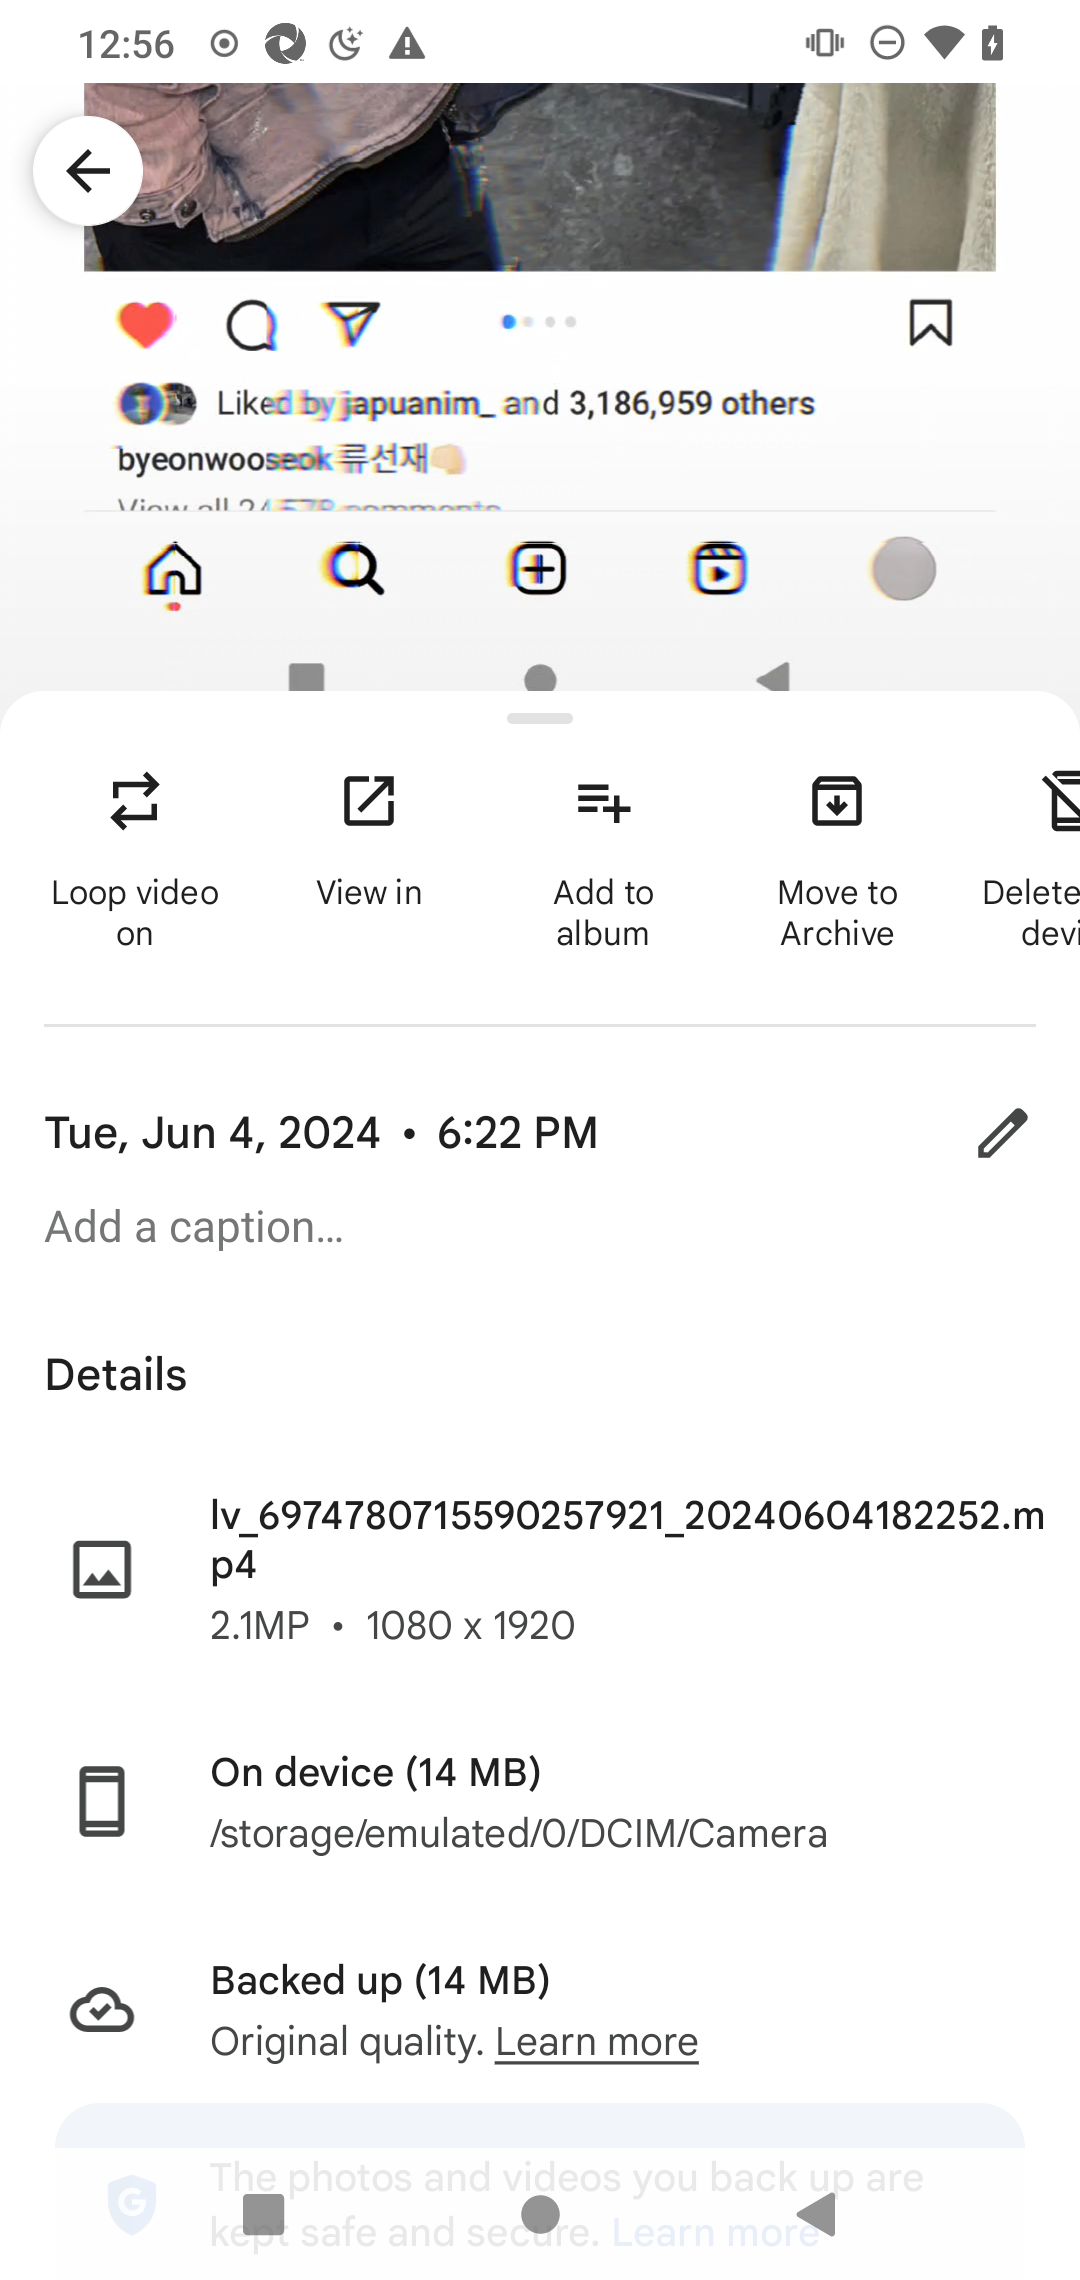 12:56
Liked by japuanim_ and 3,186,959 others
byeonwooseok 류선재👊🏻
View all 24,578 comments
Loop video
on
View in
Add to
album
Move to
Archive
Delete
devi
Tue, Jun 4, 2024 • 6:22 PM
Add a caption...
Details
lv_6974780715590257921_20240604182252.m
p4
2.1MP • 1080 x 1920
On device (14 MB)
/storage/emulated/0/DCIM/Camera
Backed up (14 MB)
Original quality. Learn more
The photos and videos you back up are
kept safe and secure. Learn more